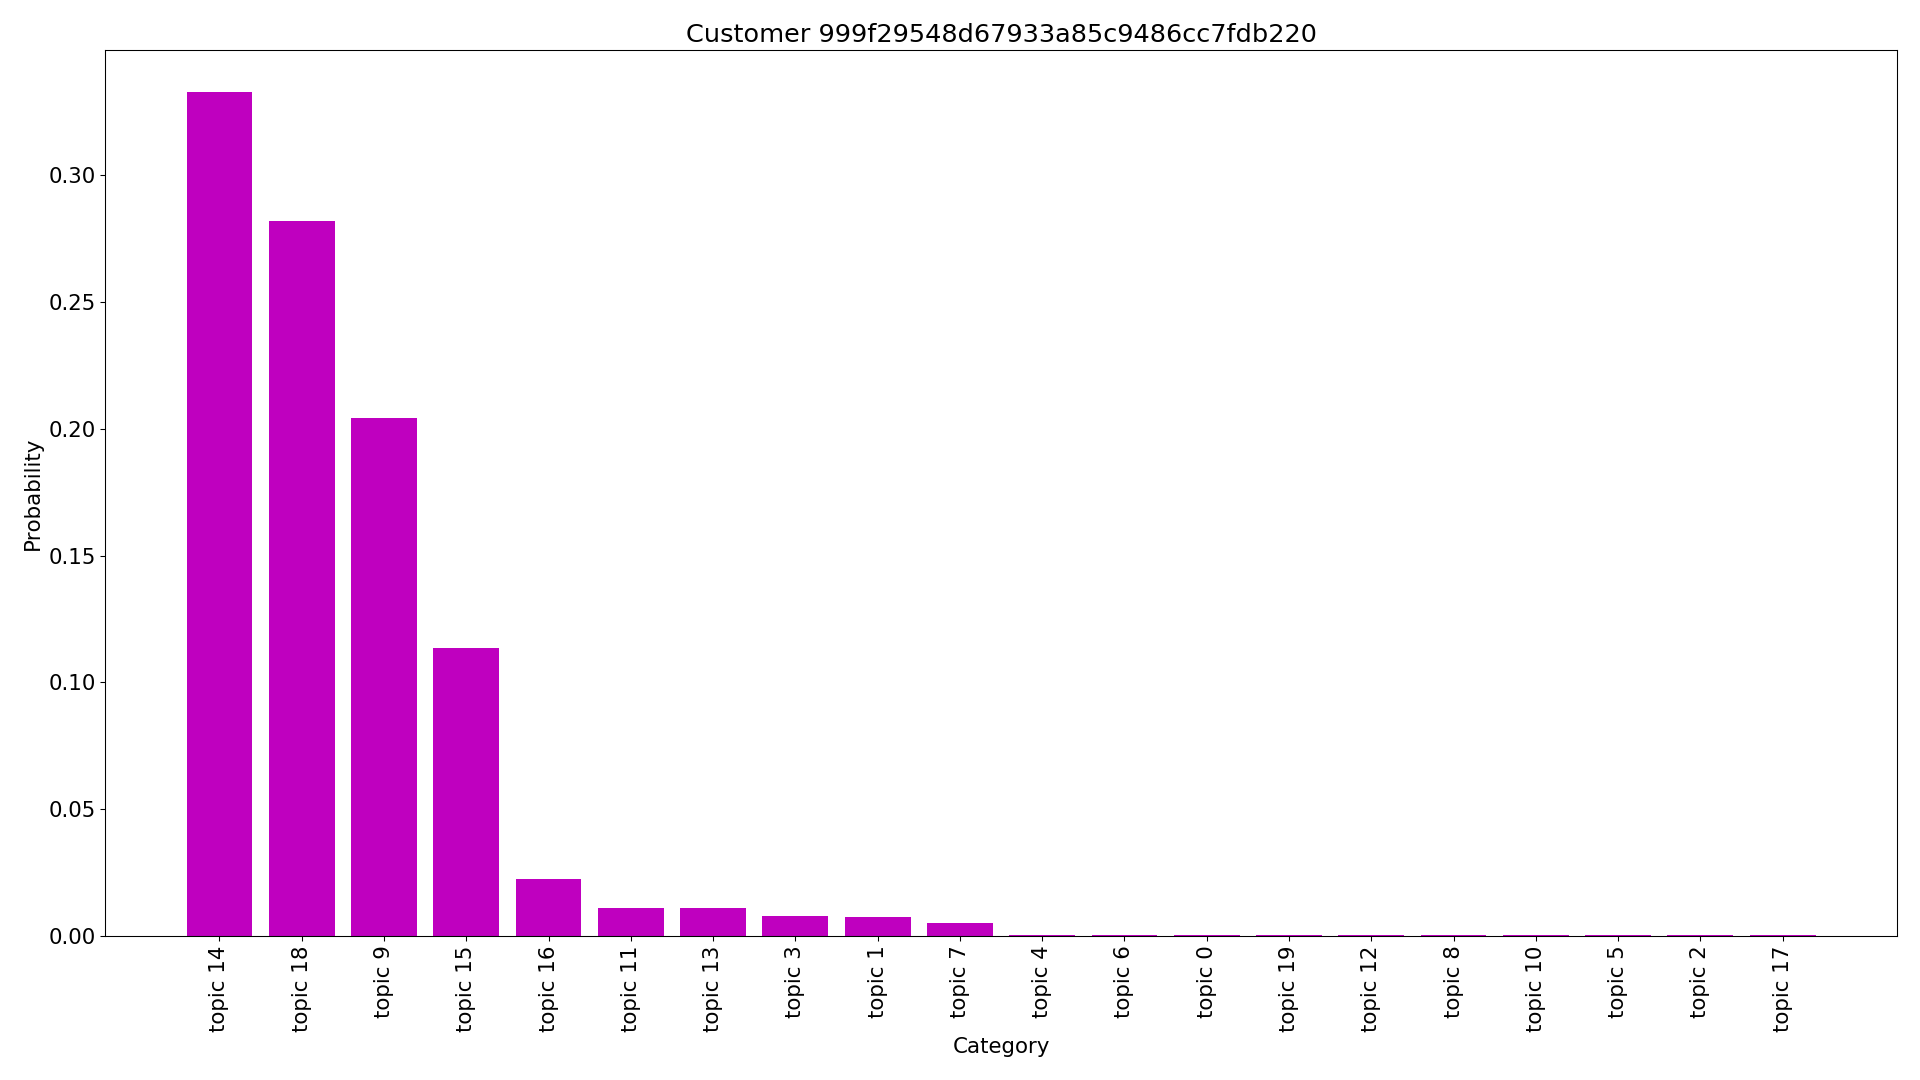 Customer 999f29548d67933a85c9486cc7fdb220
Probability
0.30
0.25
0.20
0.15
0.10
0.05
0.00
topic 14
topic 18
topic 9
topic 15
topic 16
topic 11
topic 13
topic 3
topic 1
topic 7
topic 4
topic 6
topic 0
topic 19
topic 12
topic 8
topic 10
topic 5
topic 2
topic 17
Category